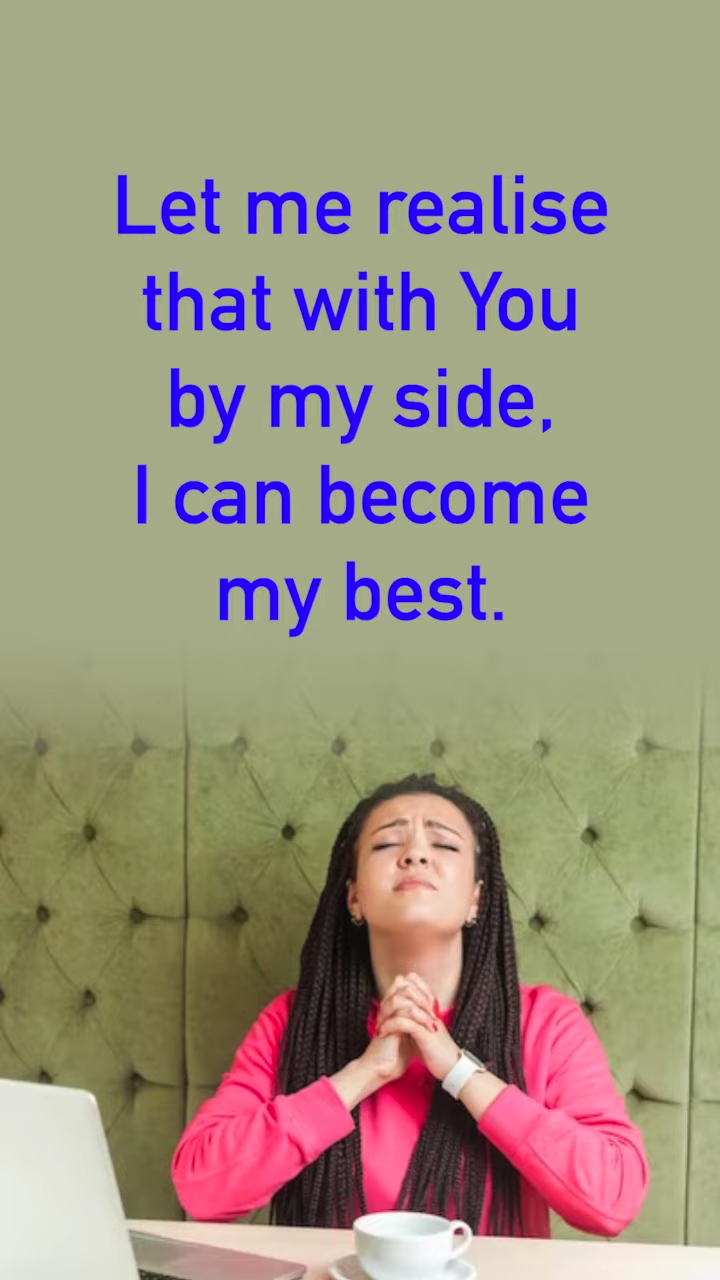 Let me realise
that with You
by my side,
I can become
my best.